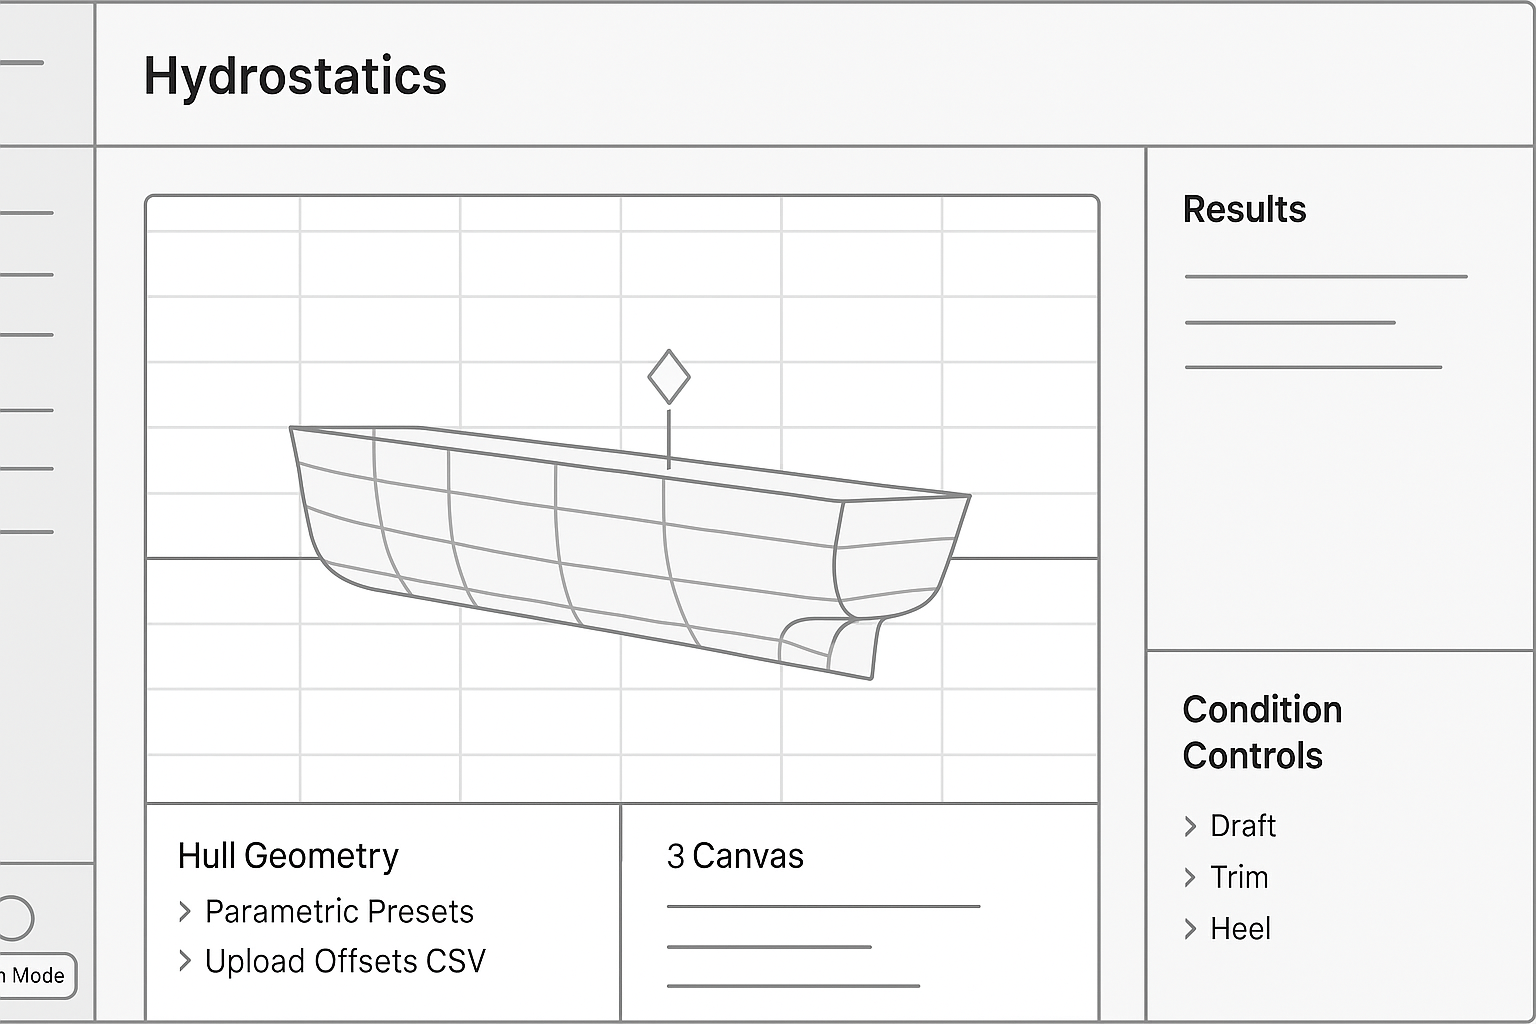 Hydrostatics
Results
Condition
Controls
> Draft
> Trim
> Heel
Hull Geometry
> Parametric Presets
> Upload Offsets CSV
3 Canvas
Mode